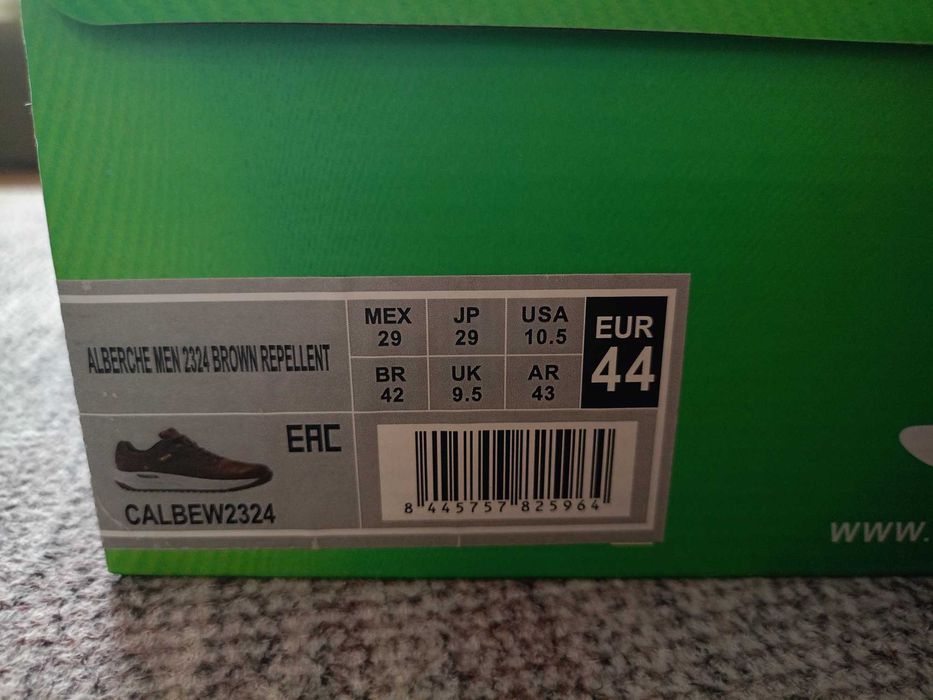 ALBERCHE MEN 2324 BROWN REPELLENT
MEX
29
JP
29
USA
10.5
BR
42
UK
9.5
AR
43
EUR
44
EAC
CALBEW2324
8 445757 825964
www.